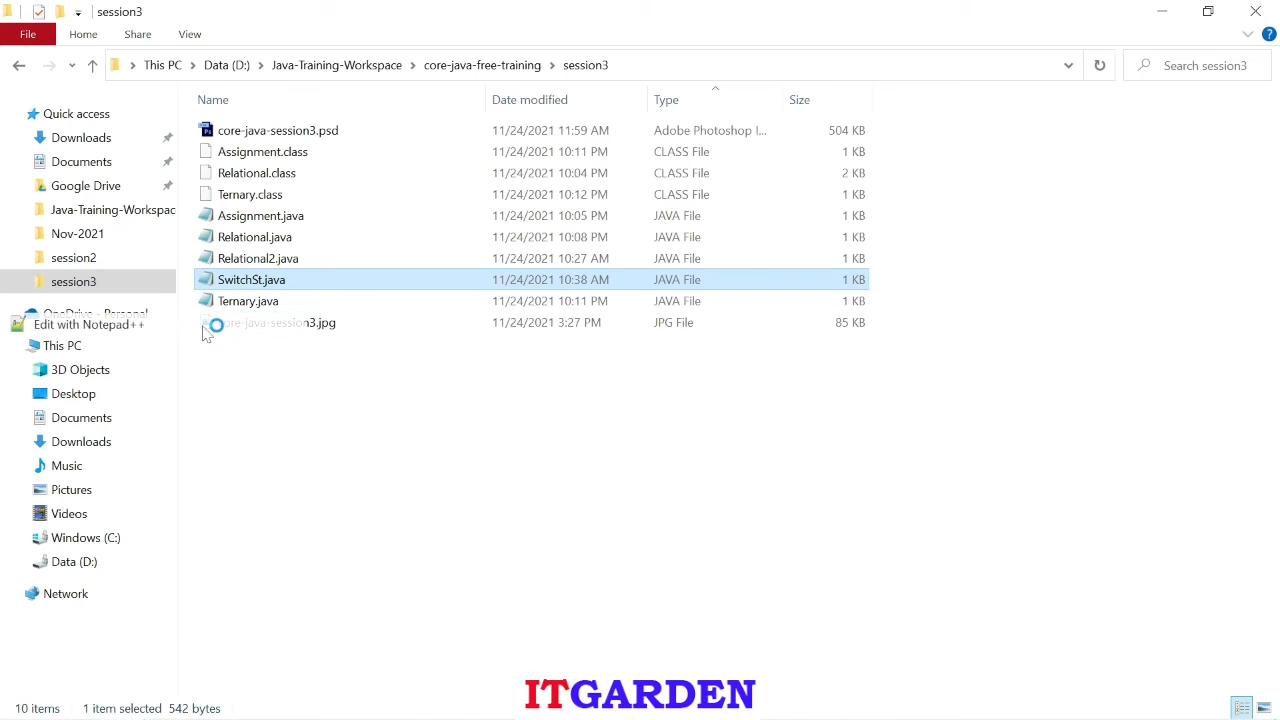 session3
File Home Share View
This PC Data (D:) Java-Training-Workspace core-java-free-training session3 Search session3
Name Date modified Type Size
Quick access
Downloads
Documents
Google Drive
Java-Training-Workspac
Nov-2021
session2
session3
OneDrive - Personal
Edit with Notepad++
This PC
3D Objects
Desktop
Documents
Downloads
Music
Pictures
Videos
Windows (C:)
Data (D:)
Network
core-java-session3.psd 11/24/2021 11:59 AM Adobe Photoshop I... 504 KB
Assignment.class 11/24/2021 10:11 PM CLASS File 1 KB
Relational.class 11/24/2021 10:04 PM CLASS File 2 KB
Ternary.class 11/24/2021 10:12 PM CLASS File 1 KB
Assignment.java 11/24/2021 10:05 PM JAVA File 1 KB
Relational.java 11/24/2021 10:08 PM JAVA File 1 KB
Relational2.java 11/24/2021 10:27 AM JAVA File 1 KB
SwitchSt.java 11/24/2021 10:38 AM JAVA File 1 KB
Ternary.java 11/24/2021 10:11 PM JAVA File 1 KB
core-java-session3.jpg 11/24/2021 3:27 PM JPG File 85 KB
ITGARDEN
10 items 1 item selected 542 bytes